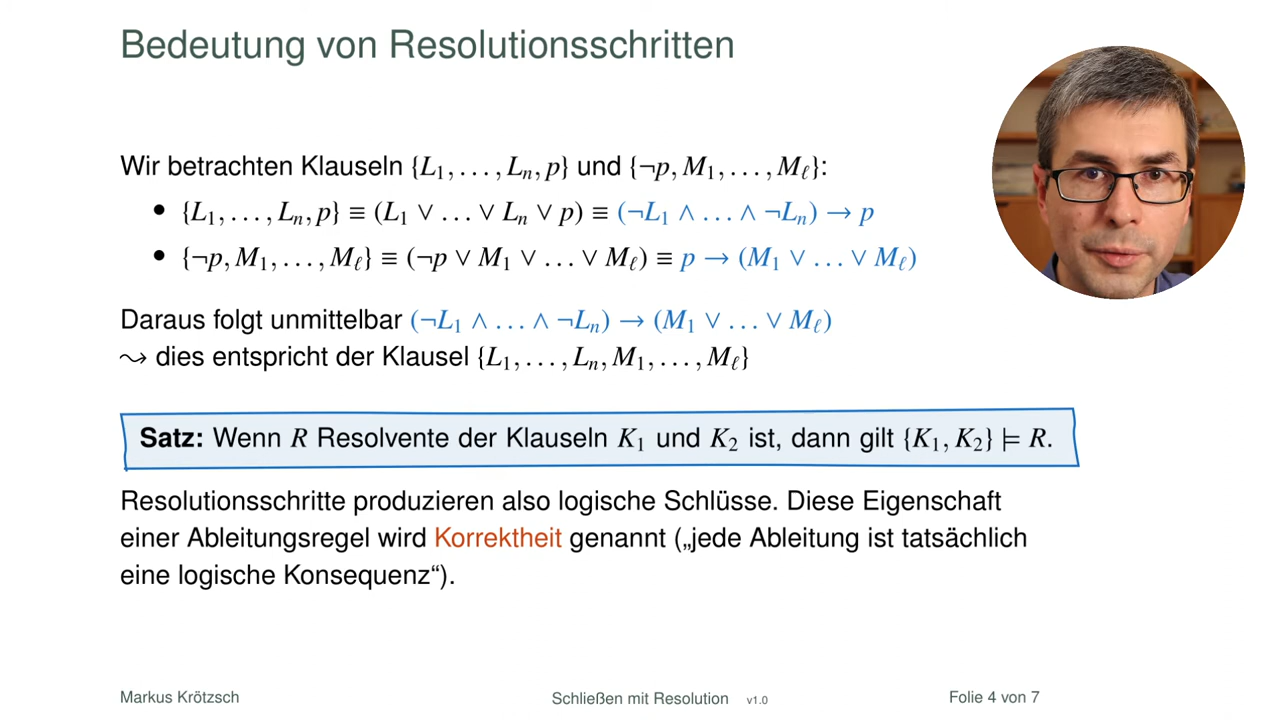 Bedeutung von Resolutionsschritten
Wir betrachten Klauseln {L₁, . . . , Lₙ, p} und {¬p, M₁, . . . , Mℓ}:
• {L₁, . . . , Lₙ, p} ≡ (L₁ ∨ . . . ∨ Lₙ ∨ p) ≡ (¬L₁ ∧ . . . ∧ ¬Lₙ) → p
• {¬p, M₁, . . . , Mℓ} ≡ (¬p ∨ M₁ ∨ . . . ∨ Mℓ) ≡ p → (M₁ ∨ . . . ∨ Mℓ)
Daraus folgt unmittelbar (¬L₁ ∧ . . . ∧ ¬Lₙ) → (M₁ ∨ . . . ∨ Mℓ)
⤳ dies entspricht der Klausel {L₁, . . . , Lₙ, M₁, . . . , Mℓ}
Satz: Wenn R Resolvente der Klauseln K₁ und K₂ ist, dann gilt {K₁, K₂} ⊨ R.
Resolutionsschritte produzieren also logische Schlüsse. Diese Eigenschaft
einer Ableitungsregel wird Korrektheit genannt („jede Ableitung ist tatsächlich
eine logische Konsequenz“).
Markus Krötzsch Schließen mit Resolution v1.0 Folie 4 von 7